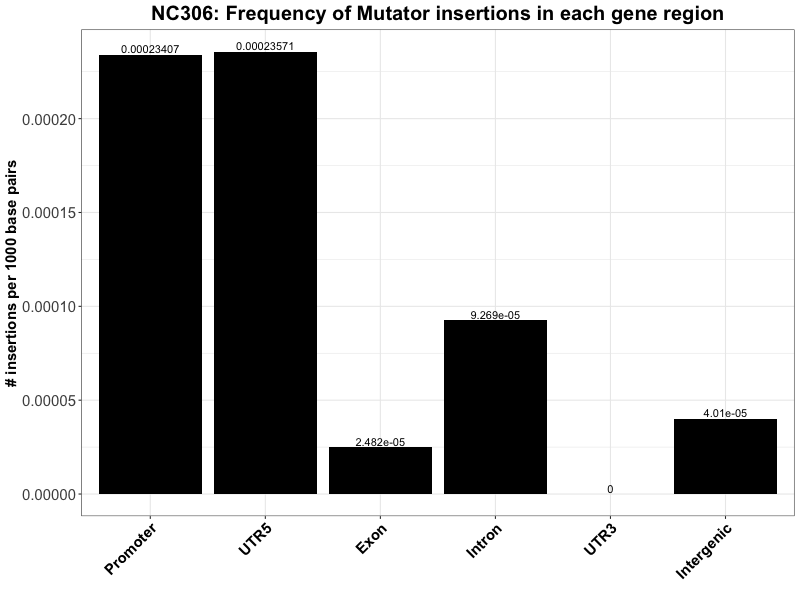 NC306: Frequency of Mutator insertions in each gene region
# insertions per 1000 base pairs
0.00020
0.00015
0.00010
0.00005
0.00000
0.00023407
0.00023571
2.482e-05
9.269e-05
0
4.01e-05
Promoter
UTR5
Exon
Intron
UTR3
Intergenic